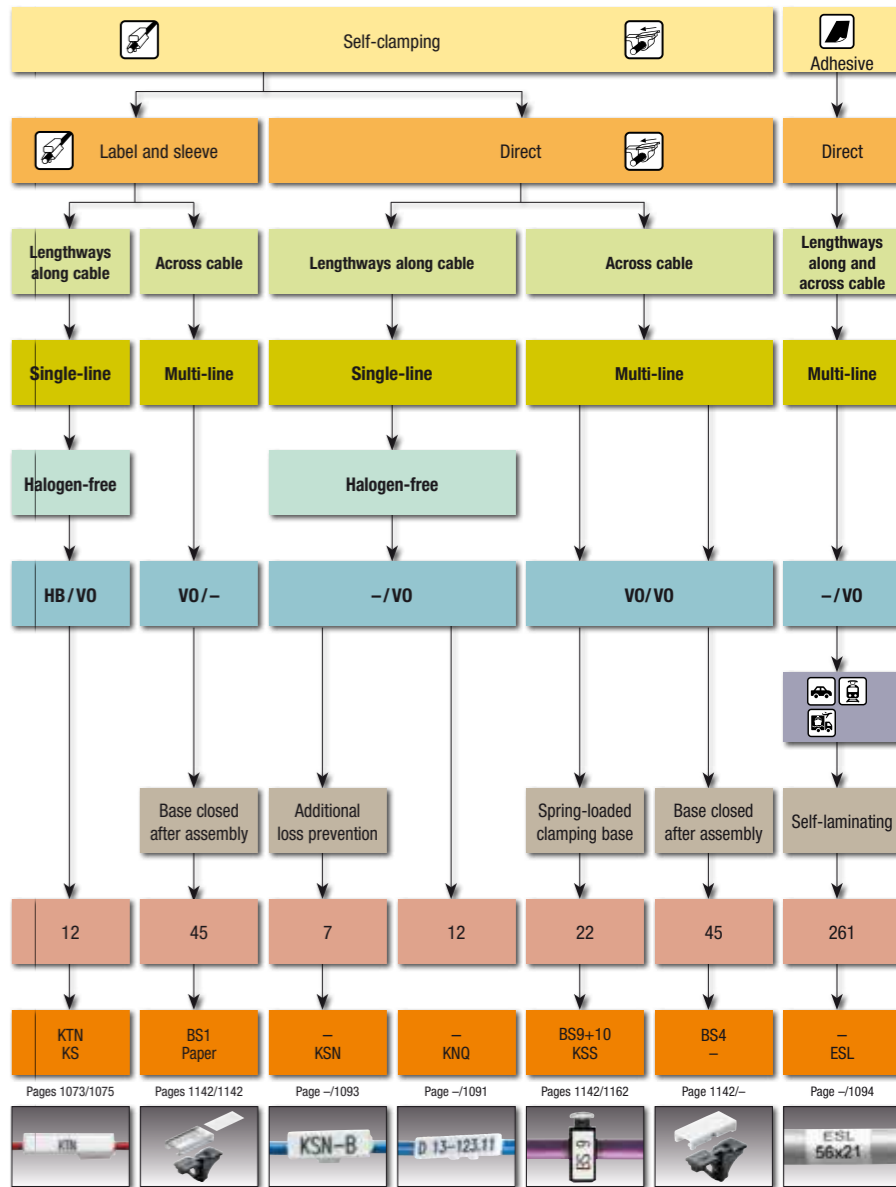 Self-clamping
Adhesive
Label and sleeve
Direct
Direct
Lengthways
along cable
Across cable
Lengthways along cable
Across cable
Lengthways
along and
across cable
Single-line
Multi-line
Single-line
Multi-line
Multi-line
Halogen-free
Halogen-free
HB/VO
VO/–
–/VO
VO/VO
–/VO
Base closed
after assembly
Additional
loss prevention
Spring-loaded
clamping base
Base closed
after assembly
Self-laminating
12
45
7
12
22
45
261
KTN
KS
BS1
Paper
–
KSN
–
KNQ
BS9+10
KSS
BS4
–
–
ESL
Pages 1073/1075
Pages 1142/1142
Page –/1093
Page –/1091
Pages 1142/1162
Page 1142/–
Page –/1094
KTN
KSN-B
D 13-123.11
BS 9
ESL
56x21